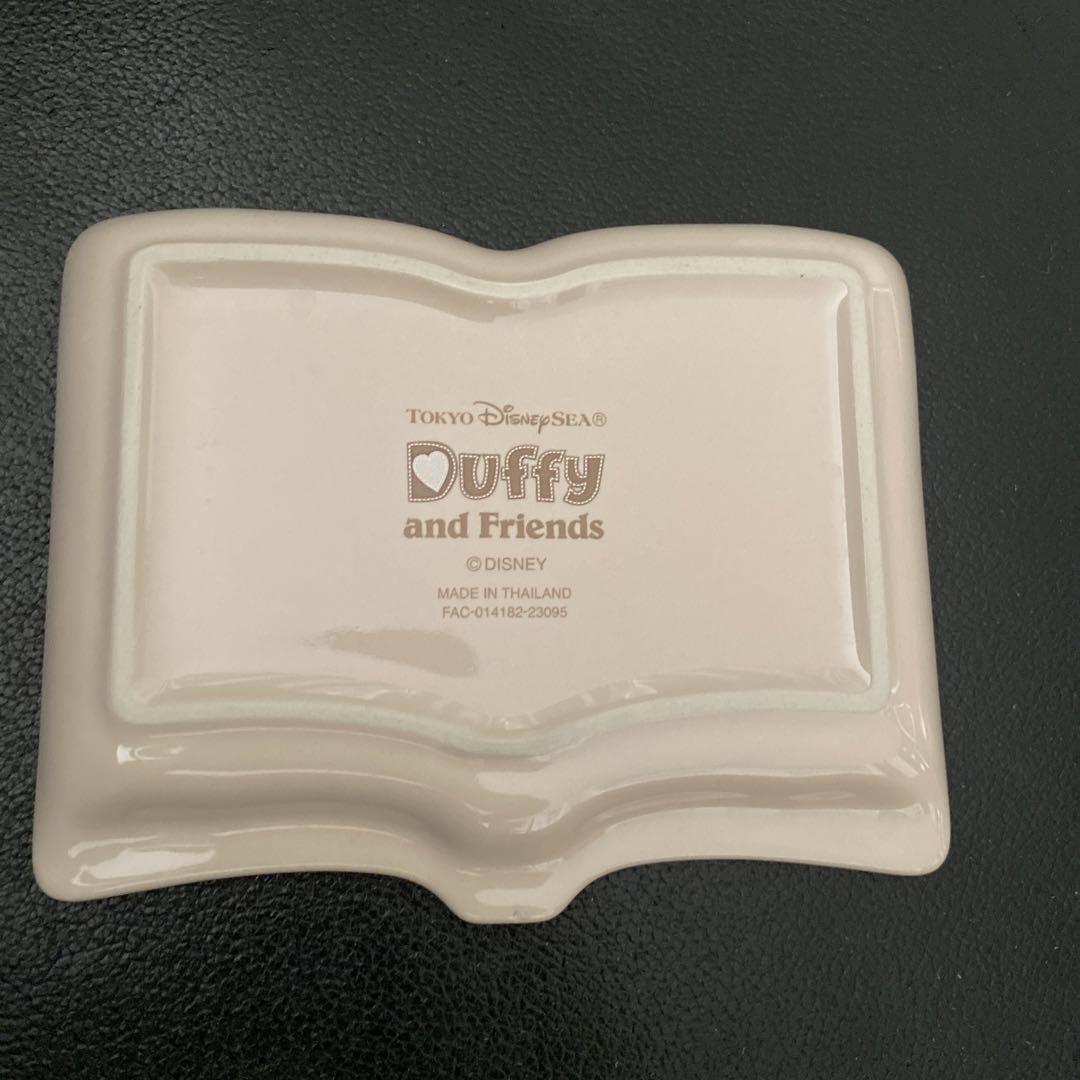 TOKYO DISNEYSEA®
Duffy
and Friends
© DISNEY
MADE IN THAILAND
FAC-014182-23095